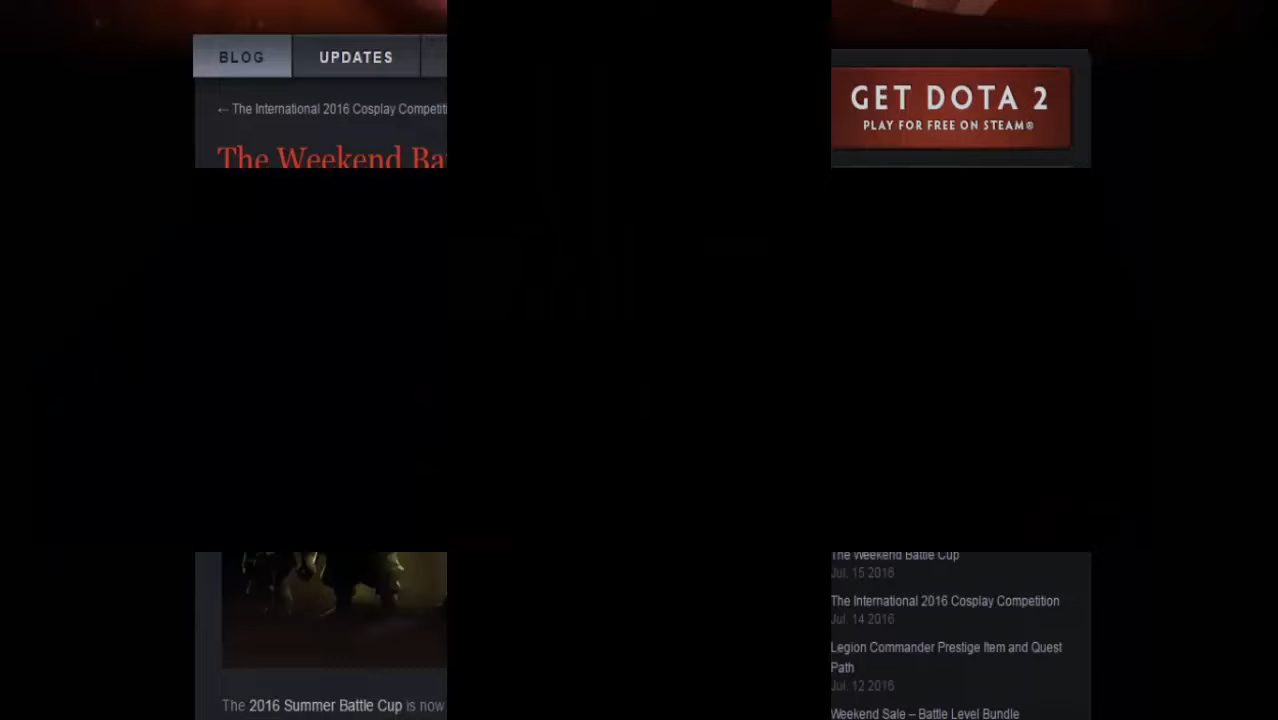 BLOG UPDATES
← The International 2016 Cosplay
The Weekend
GET DOTA 2
PLAY FOR FREE ON STEAM®
The Weekend Battle Cup
Jul. 15 2016
The International 2016 Cosplay Competition
Jul. 14 2016
Legion Commander Prestige Item and Quest
Path
Jul. 12 2016
Weekend Sale – Battle Level Bundle
The 2016 Summer Battle Cup is now